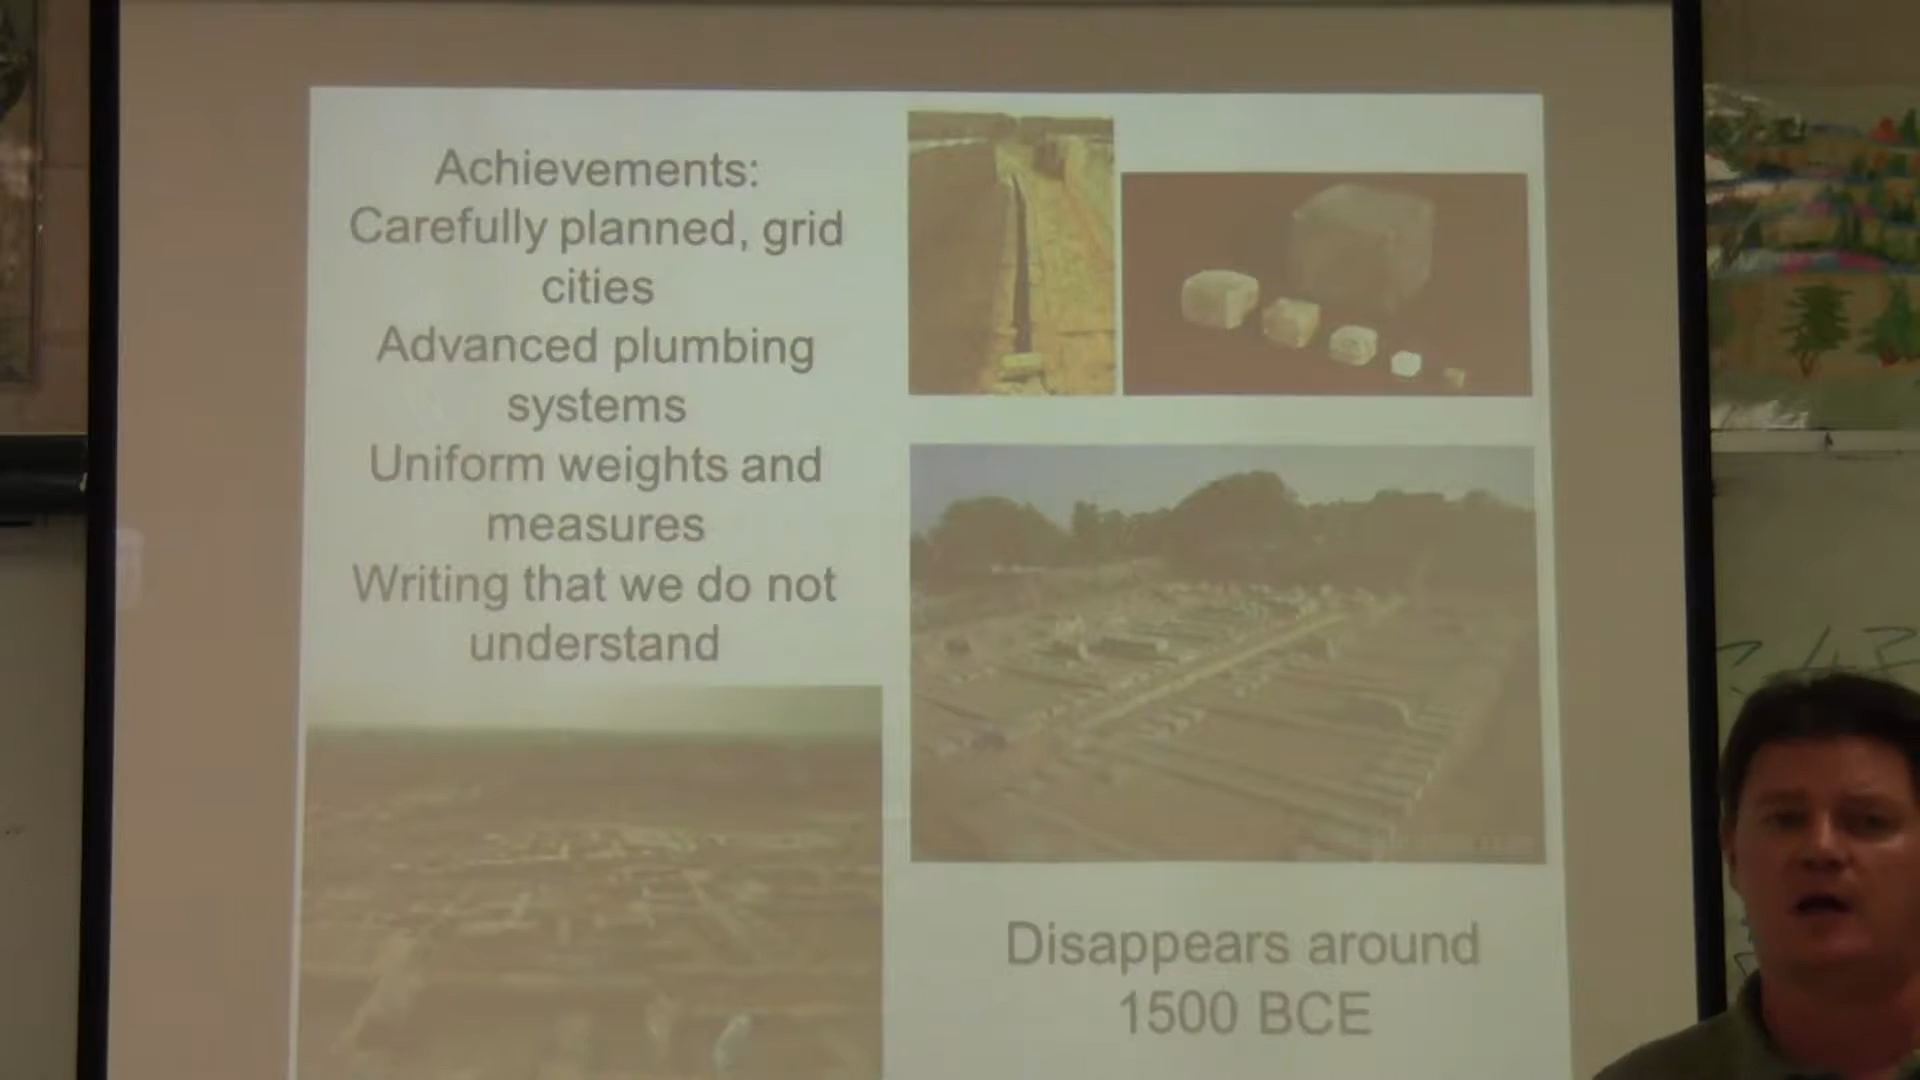 Achievements:
Carefully planned, grid
cities
Advanced plumbing
systems
Uniform weights and
measures
Writing that we do not
understand
Disappears around
1500 BCE